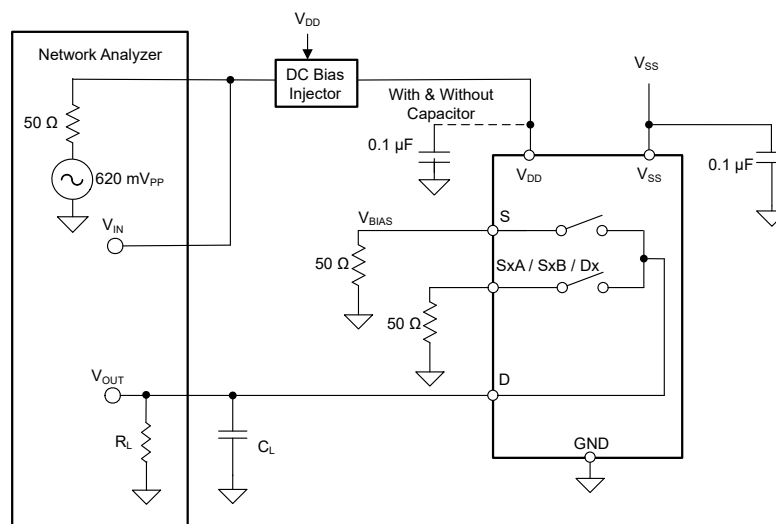 V_DD
Network Analyzer
DC Bias
Injector
V_SS
With & Without
Capacitor
50 Ω
0.1 µF
0.1 µF
620 mV_PP
V_DD
V_SS
V_IN
V_BIAS
S
50 Ω
SxA / SxB / Dx
50 Ω
V_OUT
D
R_L
C_L
GND